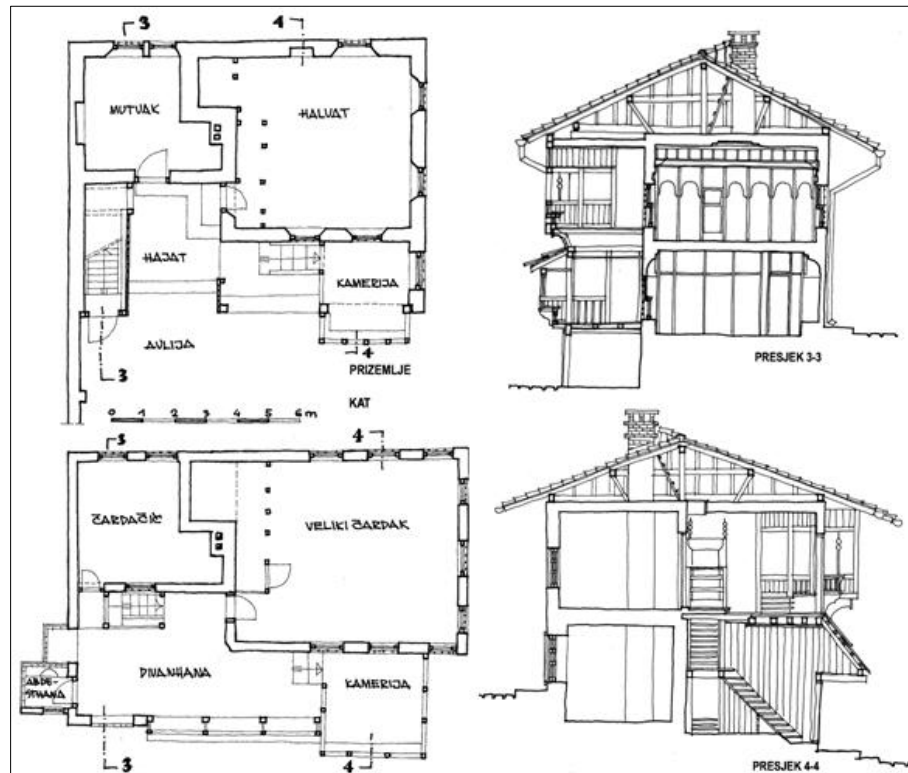 3
4
MUTVAK
HALVAT
HAJAT
KAMERIJA
AVLIJA
4
PRIZEMLJE
3
KAT
0 1 2 3 4 5 6 m
PRESJEK 3-3
3
4
ČARDAČIĆ
VELIKI ČARDAK
DIVANHANA
KAMERIJA
ABDE-
STHANA
3
4
PRESJEK 4-4